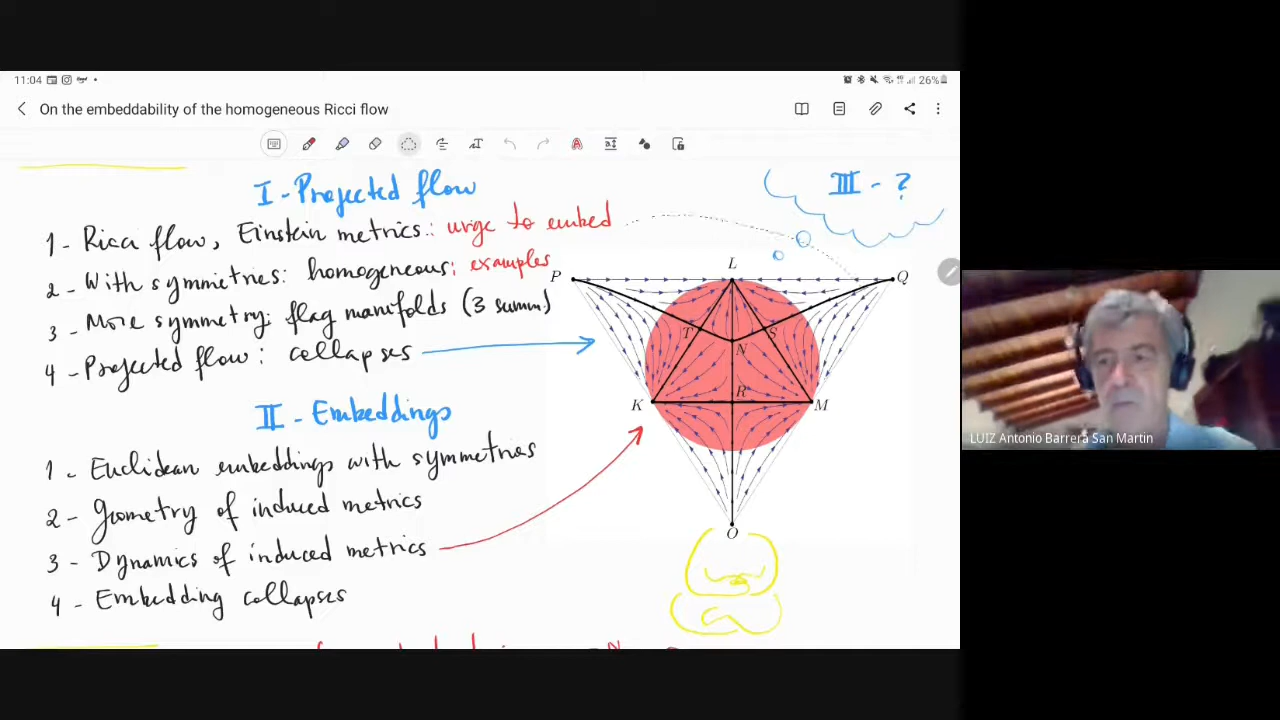 11:04
26%
On the embeddability of the homogeneous Ricci flow
I - Projected flow
1 - Ricci flow, Einstein metrics: urge to embed
2 - With symmetries: homogeneous: examples
3 - More symmetry: flag manifolds (3 summ)
4 - Projected flow: collapses
II - Embeddings
1 - Euclidean embeddings with symmetries
2 - Geometry of induced metrics
3 - Dynamics of induced metrics
4 - Embedding collapses
III - ?
P
L
Q
T
S
N
K
R
M
O
LUIZ Antonio Barrera San Martin